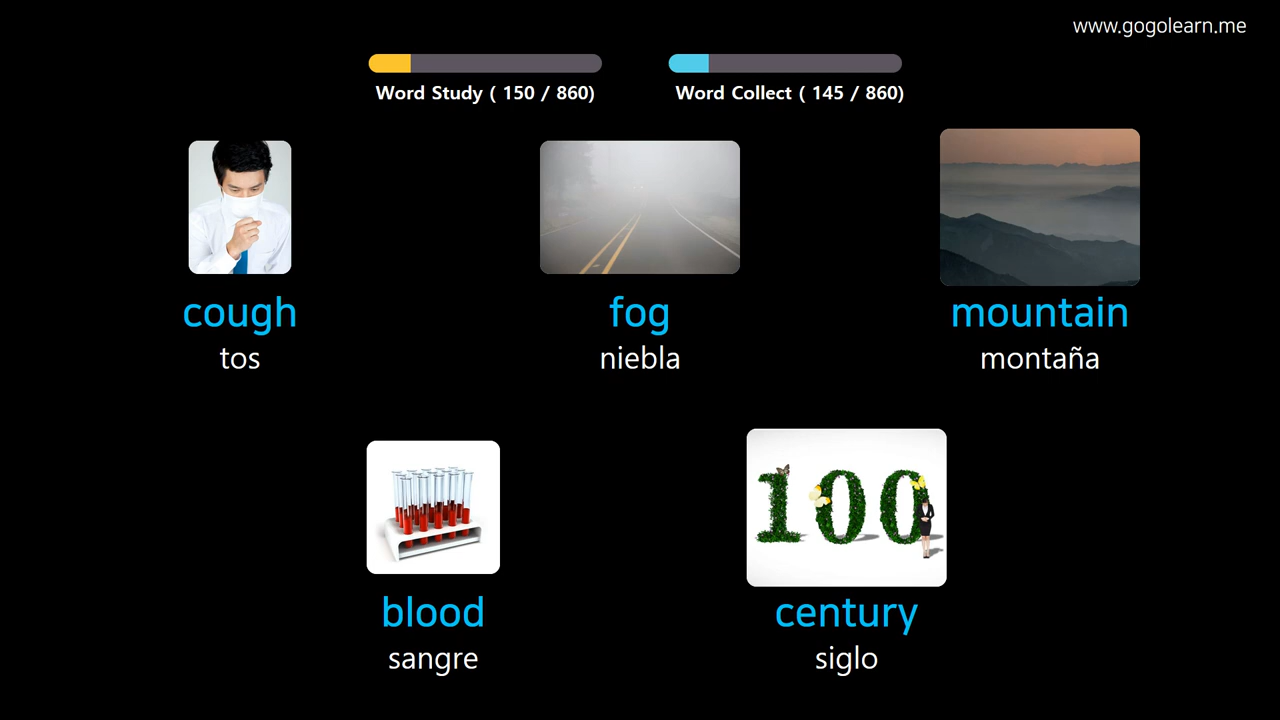 www.gogolearn.me
Word Study ( 150 / 860)
Word Collect ( 145 / 860)
cough
tos
fog
niebla
mountain
montaña
blood
sangre
100
century
siglo